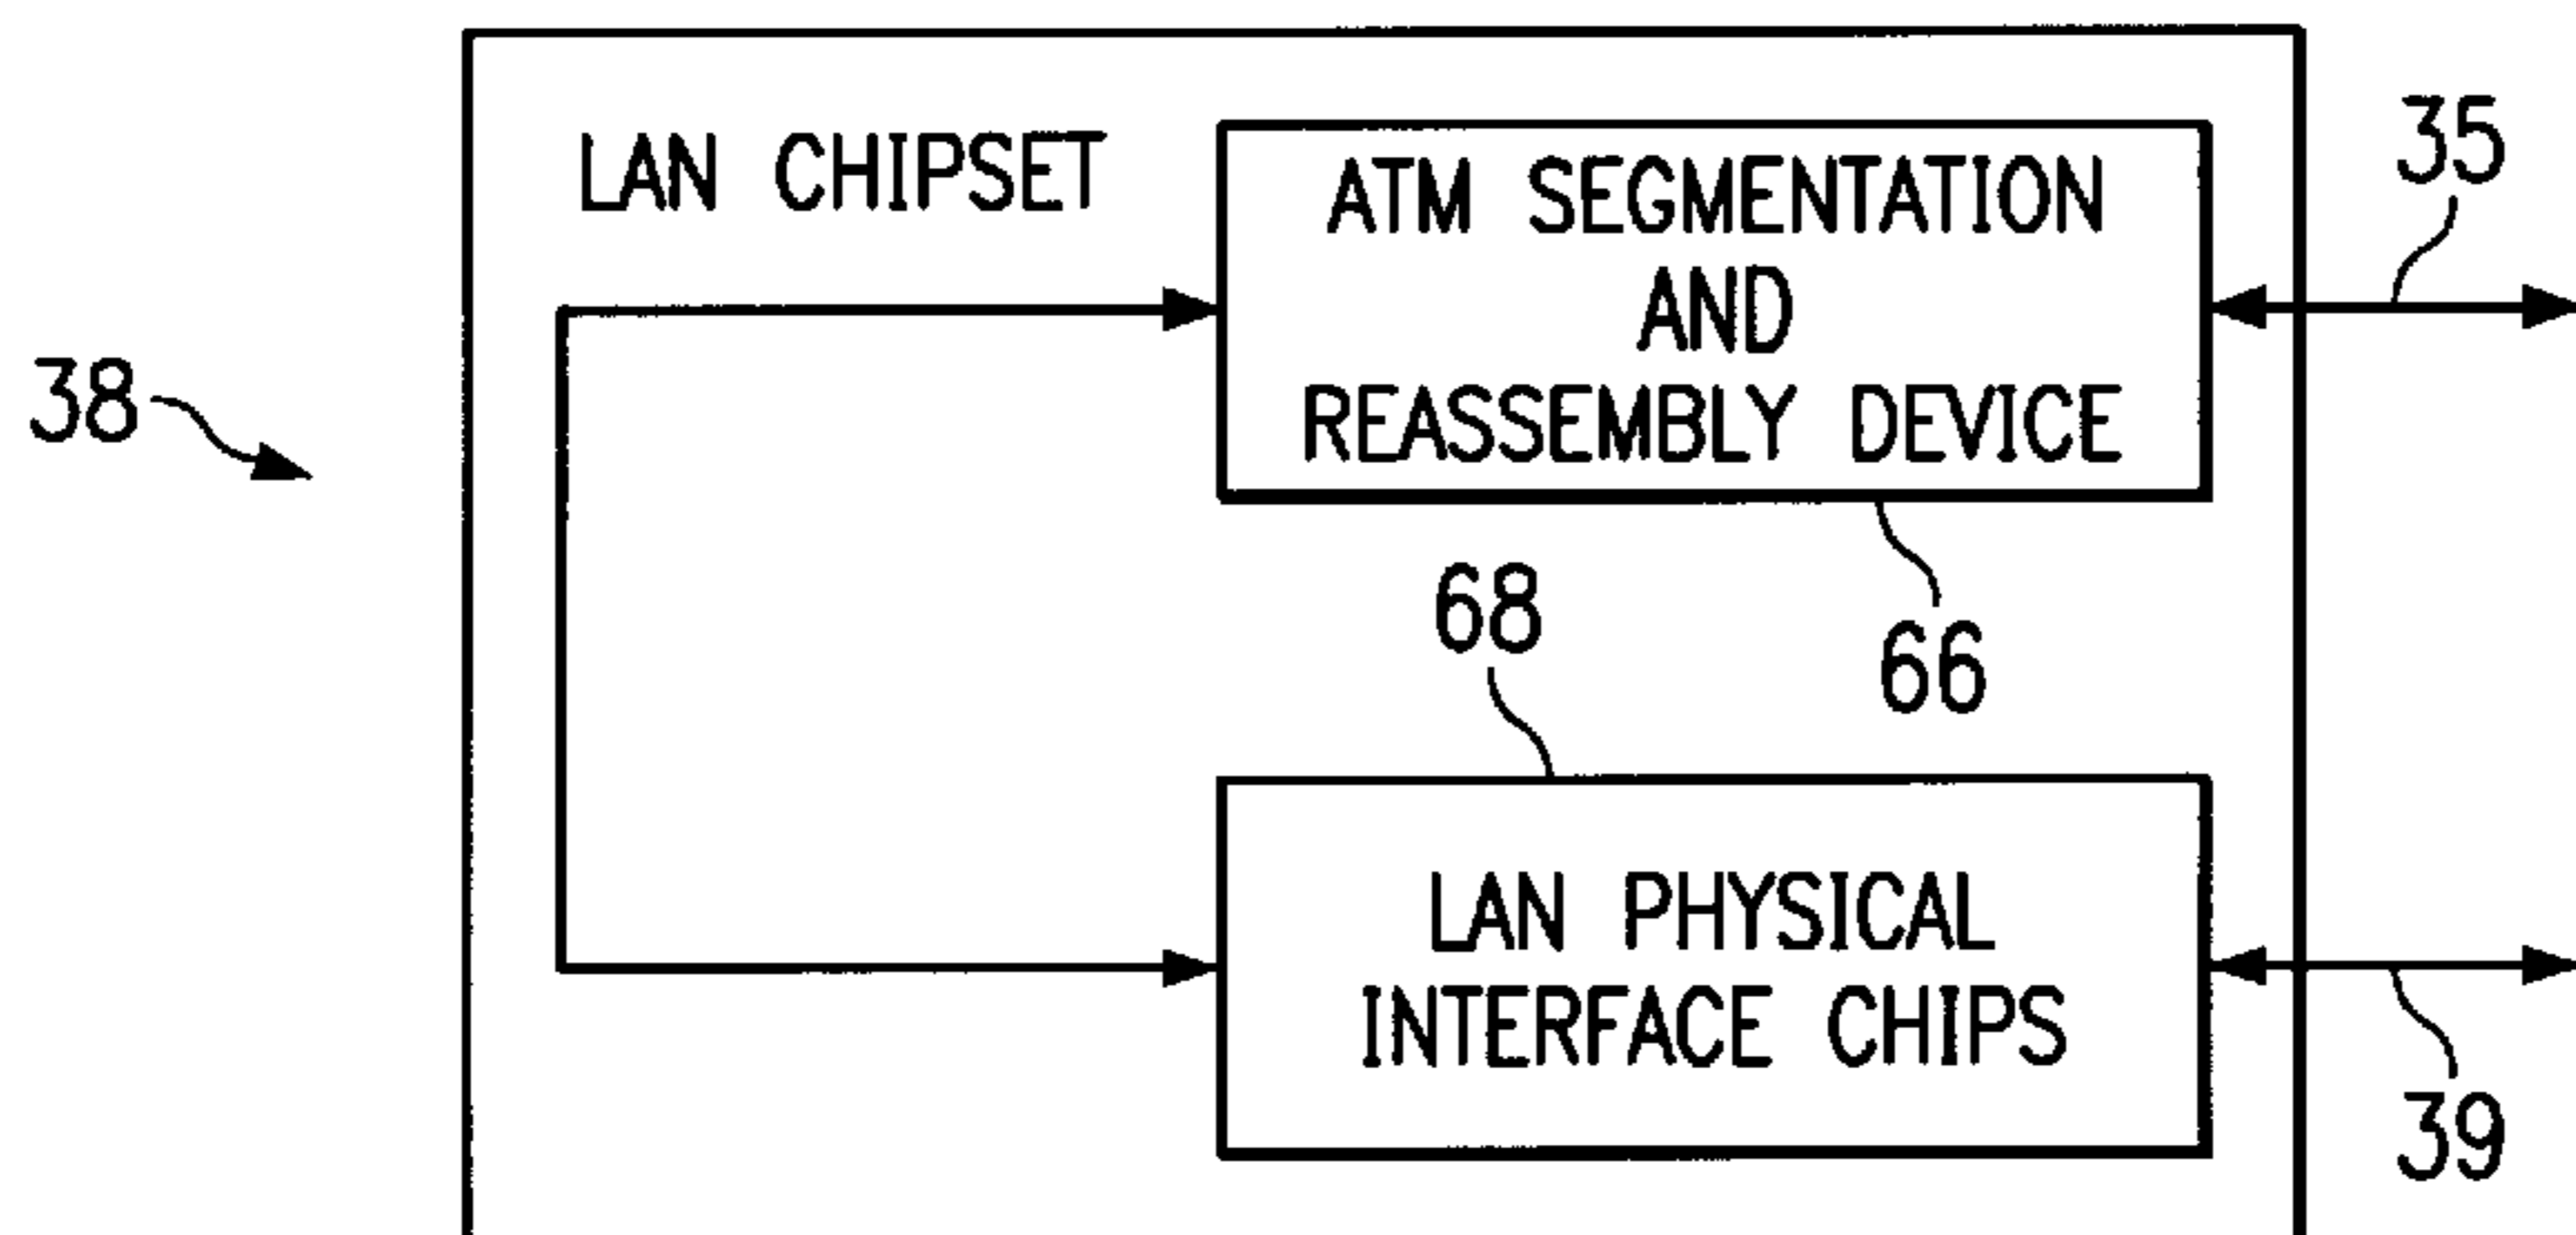 LAN CHIPSET
ATM SEGMENTATION
AND
REASSEMBLY DEVICE
35
38
68
66
LAN PHYSICAL
INTERFACE CHIPS
39